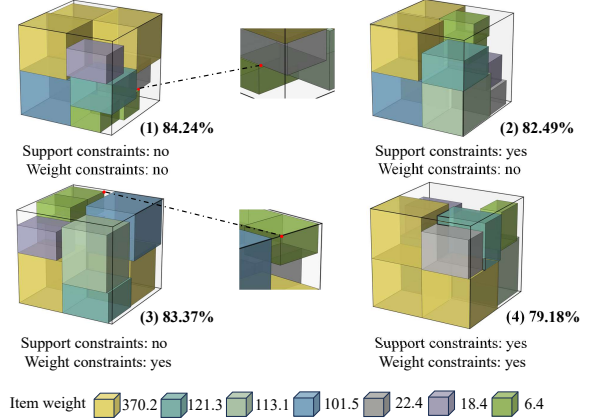 (1) 84.24%
Support constraints: no
Weight constraints: no
(2) 82.49%
Support constraints: yes
Weight constraints: no
(3) 83.37%
Support constraints: no
Weight constraints: yes
(4) 79.18%
Support constraints: yes
Weight constraints: yes
Item weight 370.2 121.3 113.1 101.5 22.4 18.4 6.4